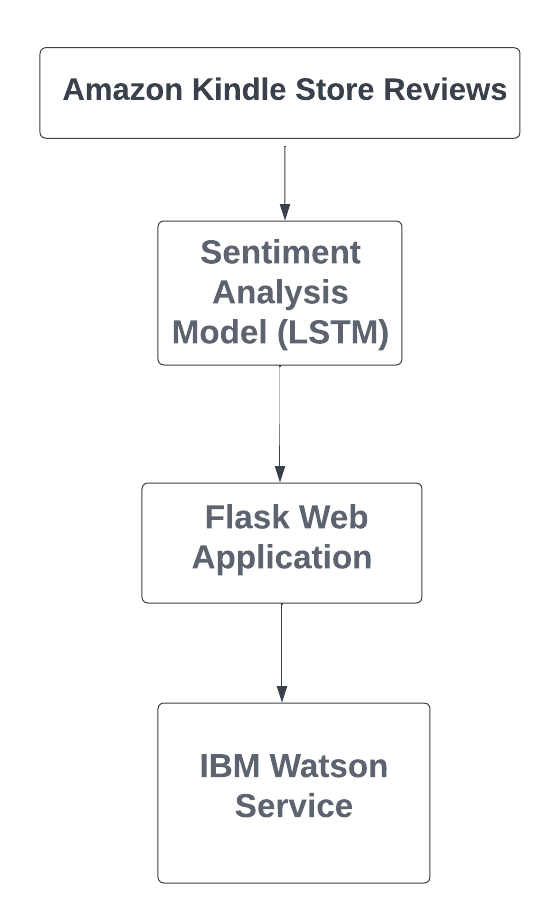 Amazon Kindle Store Reviews
Sentiment
Analysis
Model (LSTM)
Flask Web
Application
IBM Watson
Service